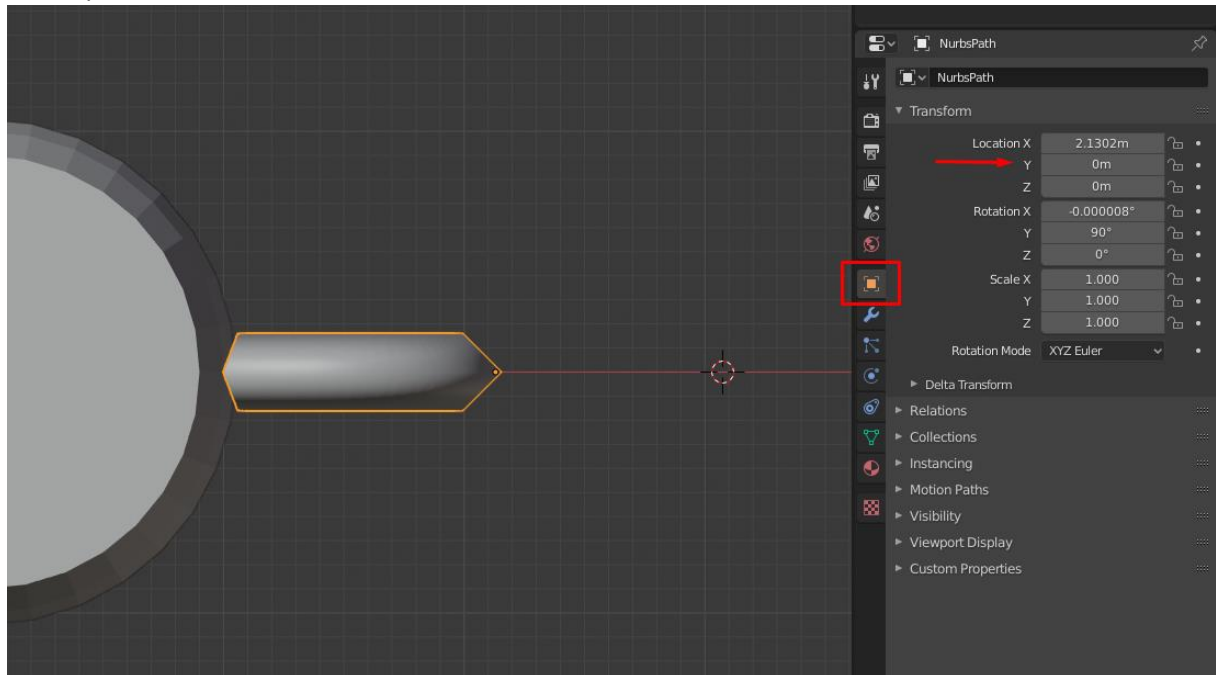 NurbsPath
NurbsPath
Transform
Location X 2.1302m
Y 0m
Z 0m
Rotation X -0.000008°
Y 90°
Z 0°
Scale X 1.000
Y 1.000
Z 1.000
Rotation Mode XYZ Euler
Delta Transform
Relations
Collections
Instancing
Motion Paths
Visibility
Viewport Display
Custom Properties